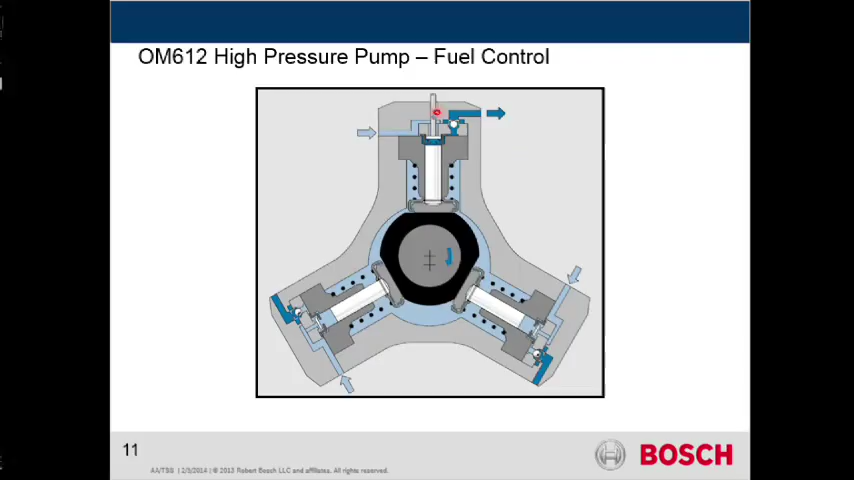 OM612 High Pressure Pump – Fuel Control
11
AA/TSS | 2/3/2014 | © 2013 Robert Bosch LLC and affiliates. All rights reserved.
BOSCH